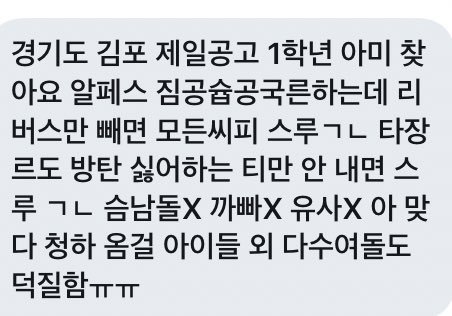 경기도 김포 제일공고 1학년 아미 찾
아요 알페스 짐공슙공국른하는데 리
버스만 빼면 모든씨피 스루ㄱㄴ 타장
르도 방탄 싫어하는 티만 안 내면 스
루 ㄱㄴ 슴남돌X 까빠X 유사X 아 맞
다 청하 옴걸 아이들 외 다수여돌도
덕질함ㅠㅠ